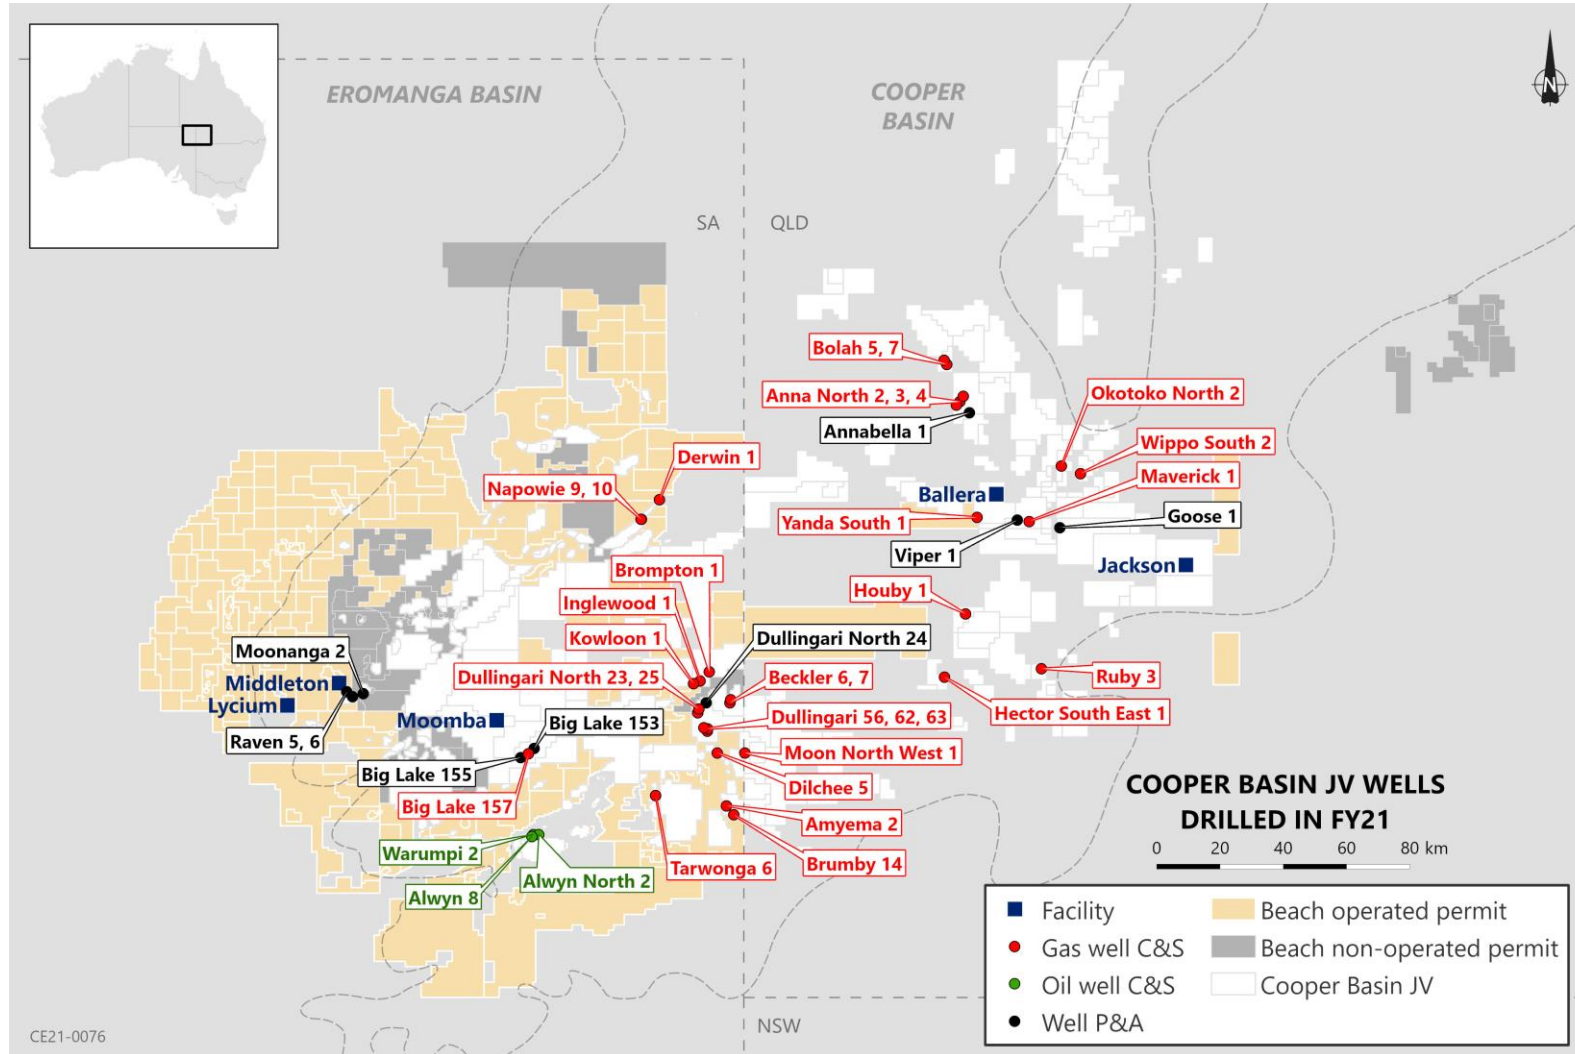 EROMANGA BASIN
COOPER
BASIN
N
SA
QLD
Bolah 5, 7
Anna North 2, 3, 4
Annabella 1
Okotoko North 2
Wippo South 2
Maverick 1
Goose 1
Ballera
Yanda South 1
Viper 1
Jackson
Derwin 1
Napowie 9, 10
Brompton 1
Inglewood 1
Kowloon 1
Houby 1
Dullingari North 24
Dullingari North 23, 25
Beckler 6, 7
Ruby 3
Hector South East 1
Moonanga 2
Middleton
Lycium
Raven 5, 6
Moomba
Big Lake 153
Big Lake 155
Big Lake 157
Dullingari 56, 62, 63
Moon North West 1
Dilchee 5
Amyema 2
Brumby 14
Tarwonga 6
Warumpi 2
Alwyn North 2
Alwyn 8
COOPER BASIN JV WELLS
DRILLED IN FY21
0 20 40 60 80 km
Facility
Gas well C&S
Oil well C&S
Well P&A
Beach operated permit
Beach non-operated permit
Cooper Basin JV
NSW
CE21-0076